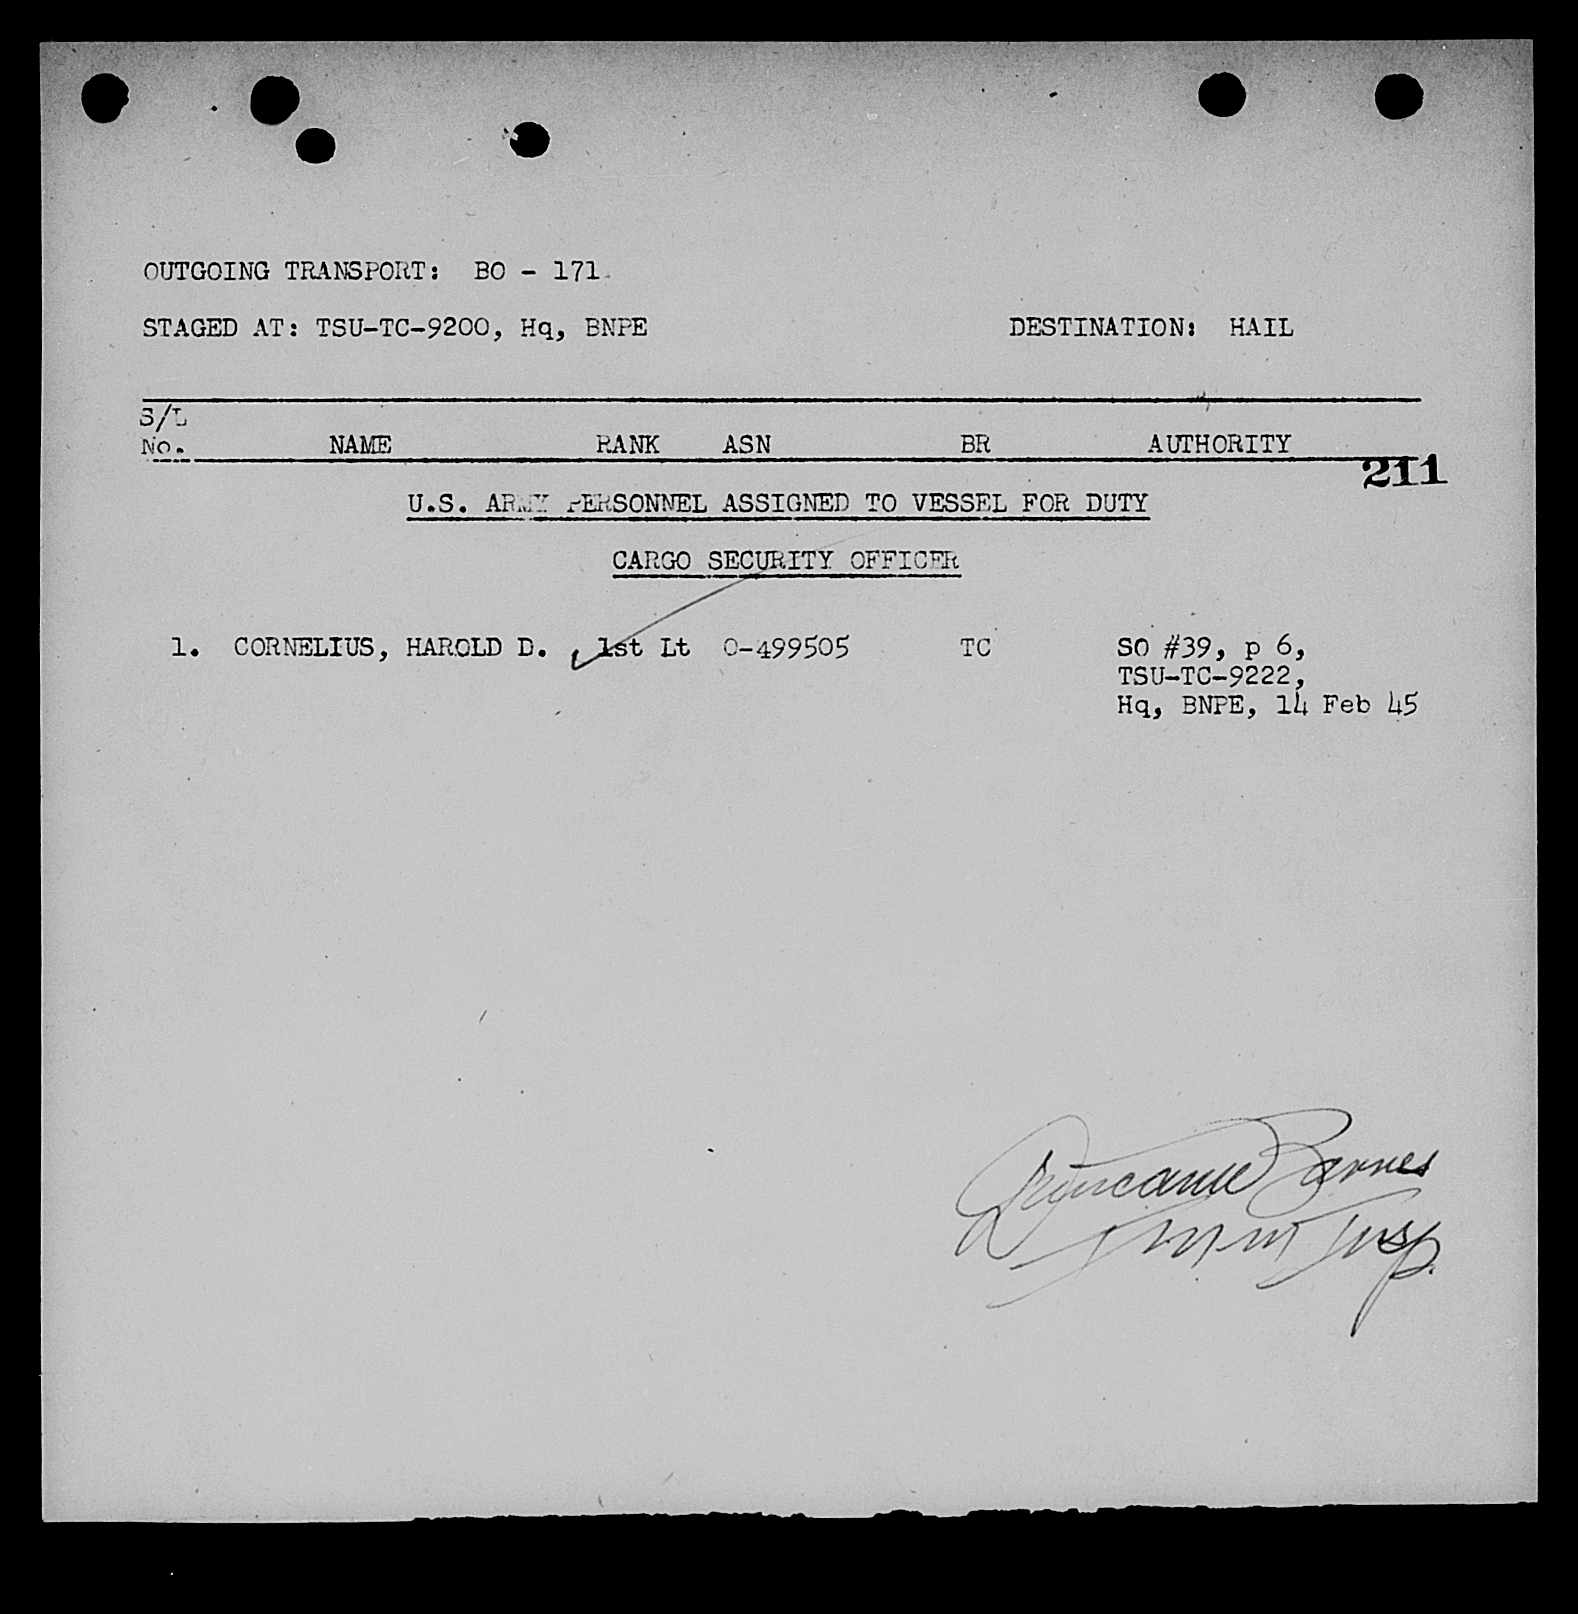 OUTGOING TRANSPORT: BO - 171
STAGED AT: TSU-TC-9200, Hq, BNPE DESTINATION: HAIL
S/L
No. NAME RANK ASN BR AUTHORITY
211
U.S. ARMY PERSONNEL ASSIGNED TO VESSEL FOR DUTY
CARGO SECURITY OFFICER
1. CORNELIUS, HAROLD D. 1st Lt O-499505 TC SO #39, p 6,
TSU-TC-9222,
Hq, BNPE, 14 Feb 45
Barnes
Insp.